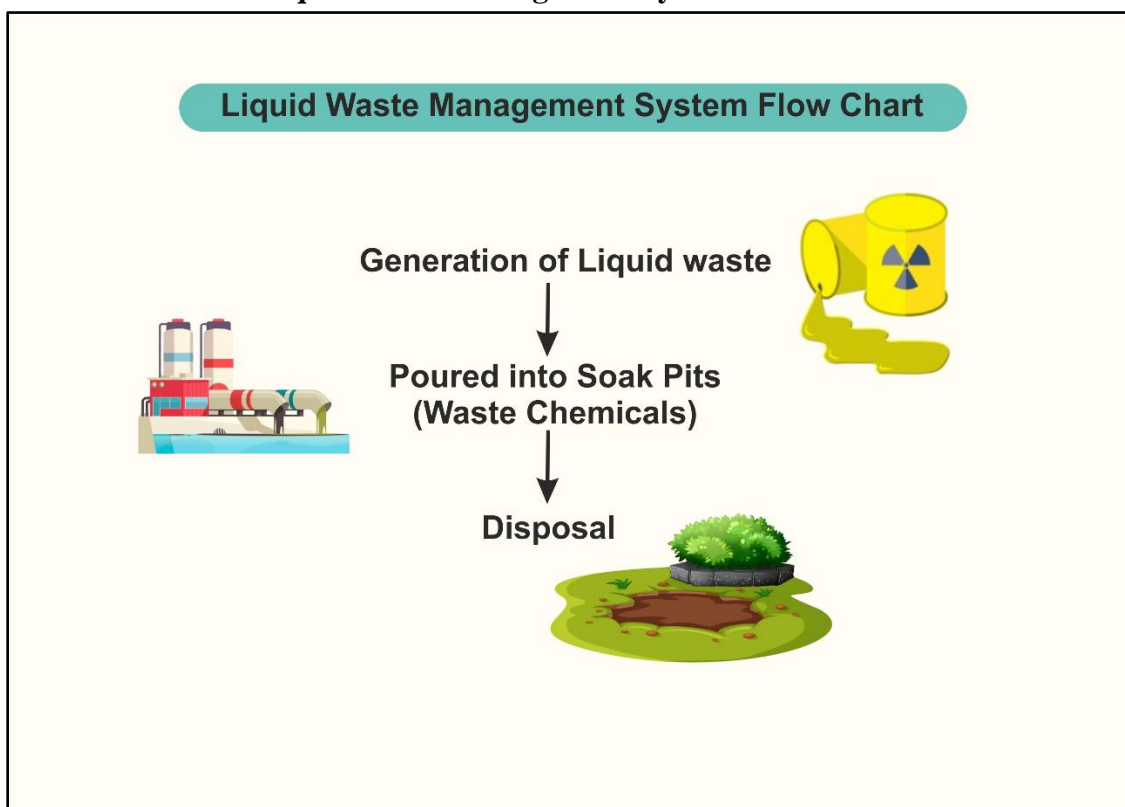 Liquid Waste Management System Flow Chart
Generation of Liquid waste
Poured into Soak Pits
(Waste Chemicals)
Disposal